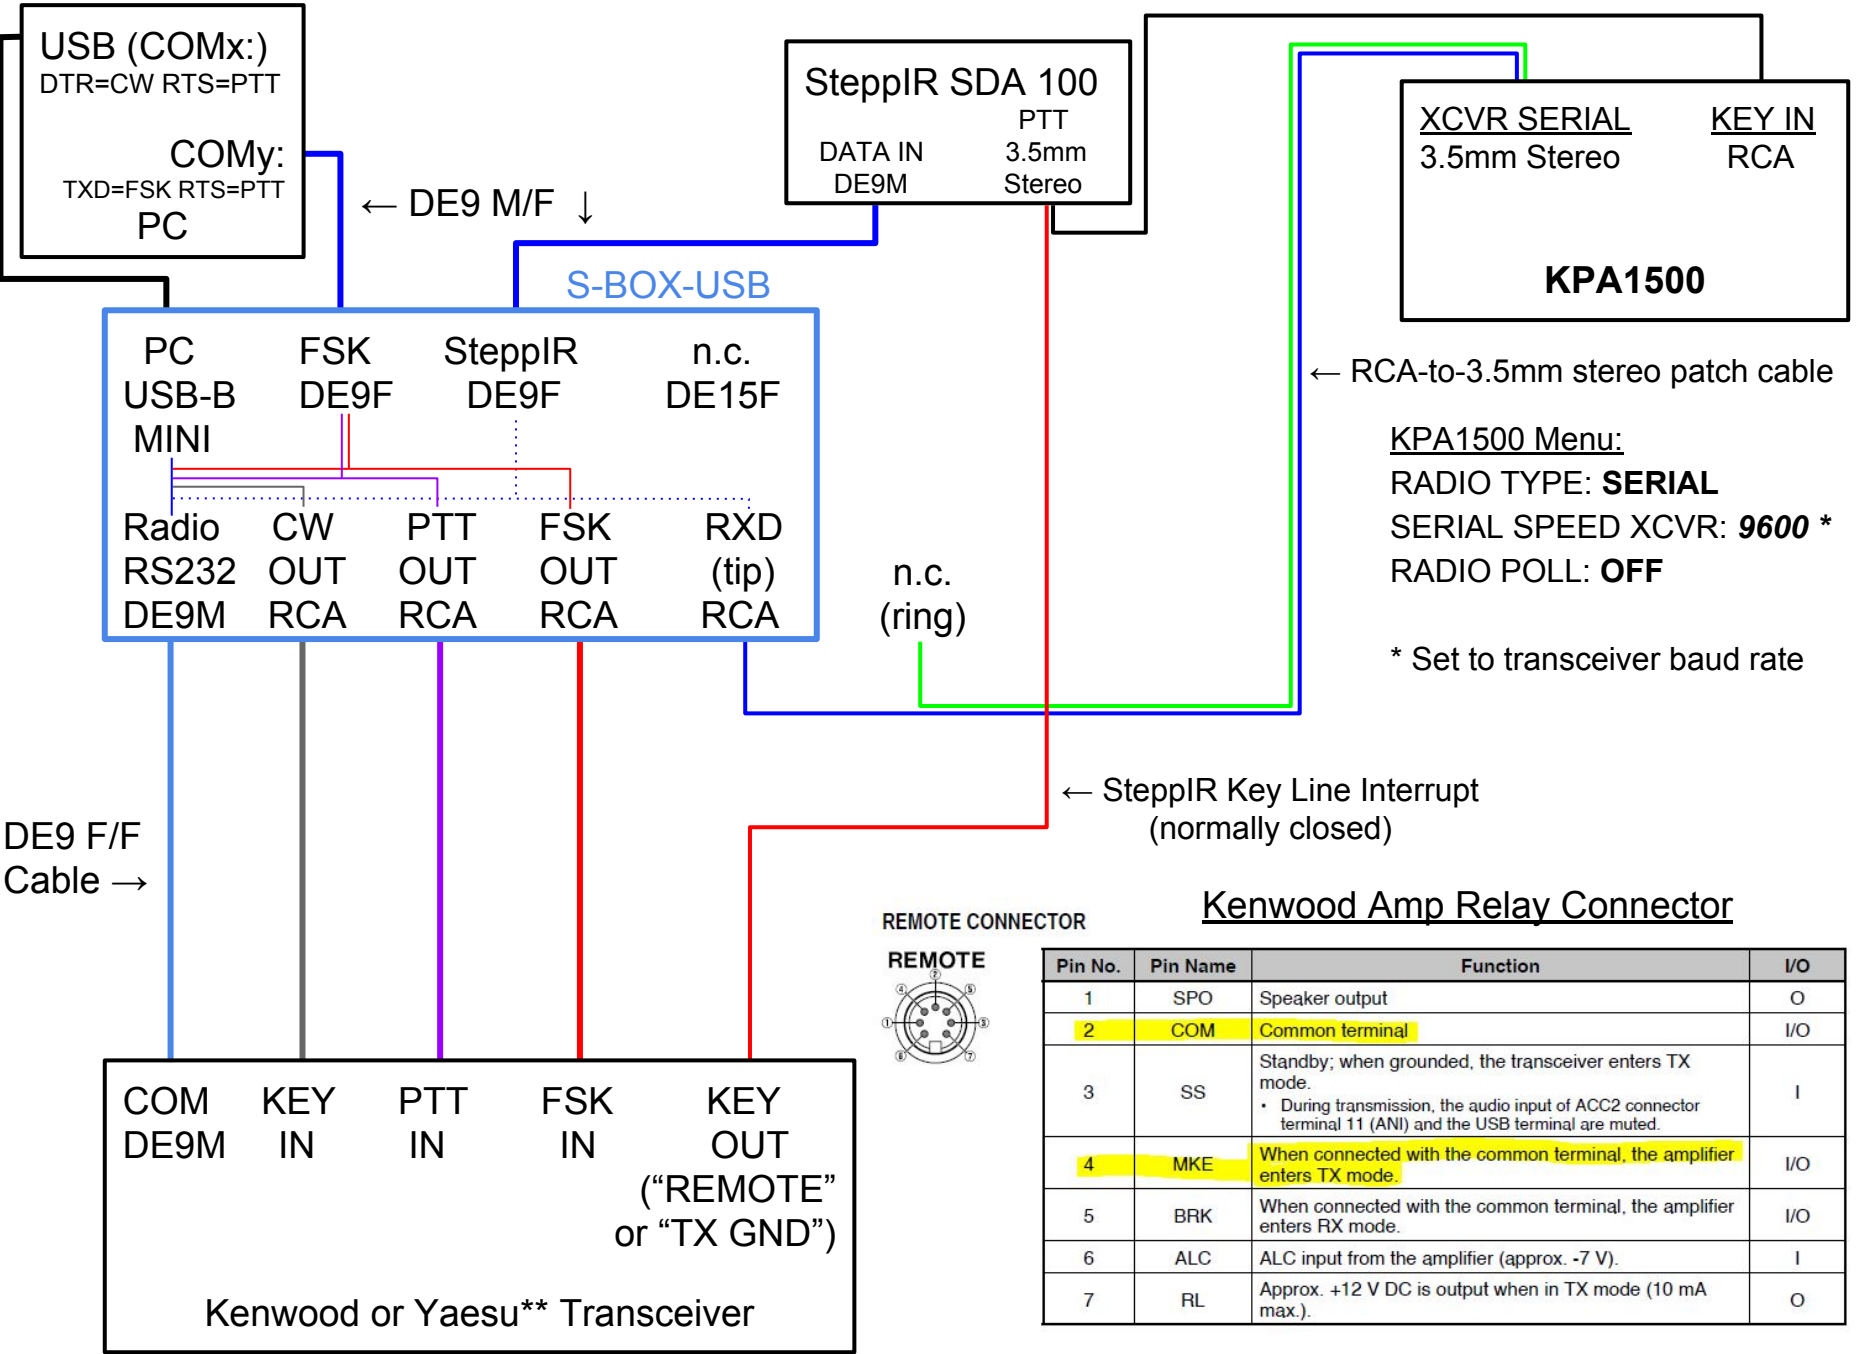 USB (COMx:)
DTR=CW RTS=PTT
COMy:
TXD=FSK RTS=PTT
PC
← DE9 M/F ↓
SteppIR SDA 100
PTT
DATA IN 3.5mm
DE9M Stereo
XCVR SERIAL KEY IN
3.5mm Stereo RCA
KPA1500
S-BOX-USB
PC FSK SteppIR n.c.
USB-B DE9F DE9F DE15F
MINI
Radio CW PTT FSK RXD
RS232 OUT OUT OUT (tip)
DE9M RCA RCA RCA RCA
n.c.
(ring)
← RCA-to-3.5mm stereo patch cable
KPA1500 Menu:
RADIO TYPE: SERIAL
SERIAL SPEED XCVR: 9600 *
RADIO POLL: OFF
* Set to transceiver baud rate
← SteppIR Key Line Interrupt
(normally closed)
DE9 F/F
Cable →
COM KEY PTT FSK KEY
DE9M IN IN IN OUT
(“REMOTE”
or “TX GND”)
Kenwood or Yaesu** Transceiver
Kenwood Amp Relay Connector
REMOTE CONNECTOR
REMOTE
① ② ③ ④ ⑤ ⑥ ⑦
Pin No. Pin Name Function I/O
1 SPO Speaker output O
2 COM Common terminal I/O
3 SS Standby; when grounded, the transceiver enters TX
mode.
• During transmission, the audio input of ACC2 connector
terminal 11 (ANI) and the USB terminal are muted. I
4 MKE When connected with the common terminal, the amplifier
enters TX mode. I/O
5 BRK When connected with the common terminal, the amplifier
enters RX mode. I/O
6 ALC ALC input from the amplifier (approx. -7 V). I
7 RL Approx. +12 V DC is output when in TX mode (10 mA
max.). O